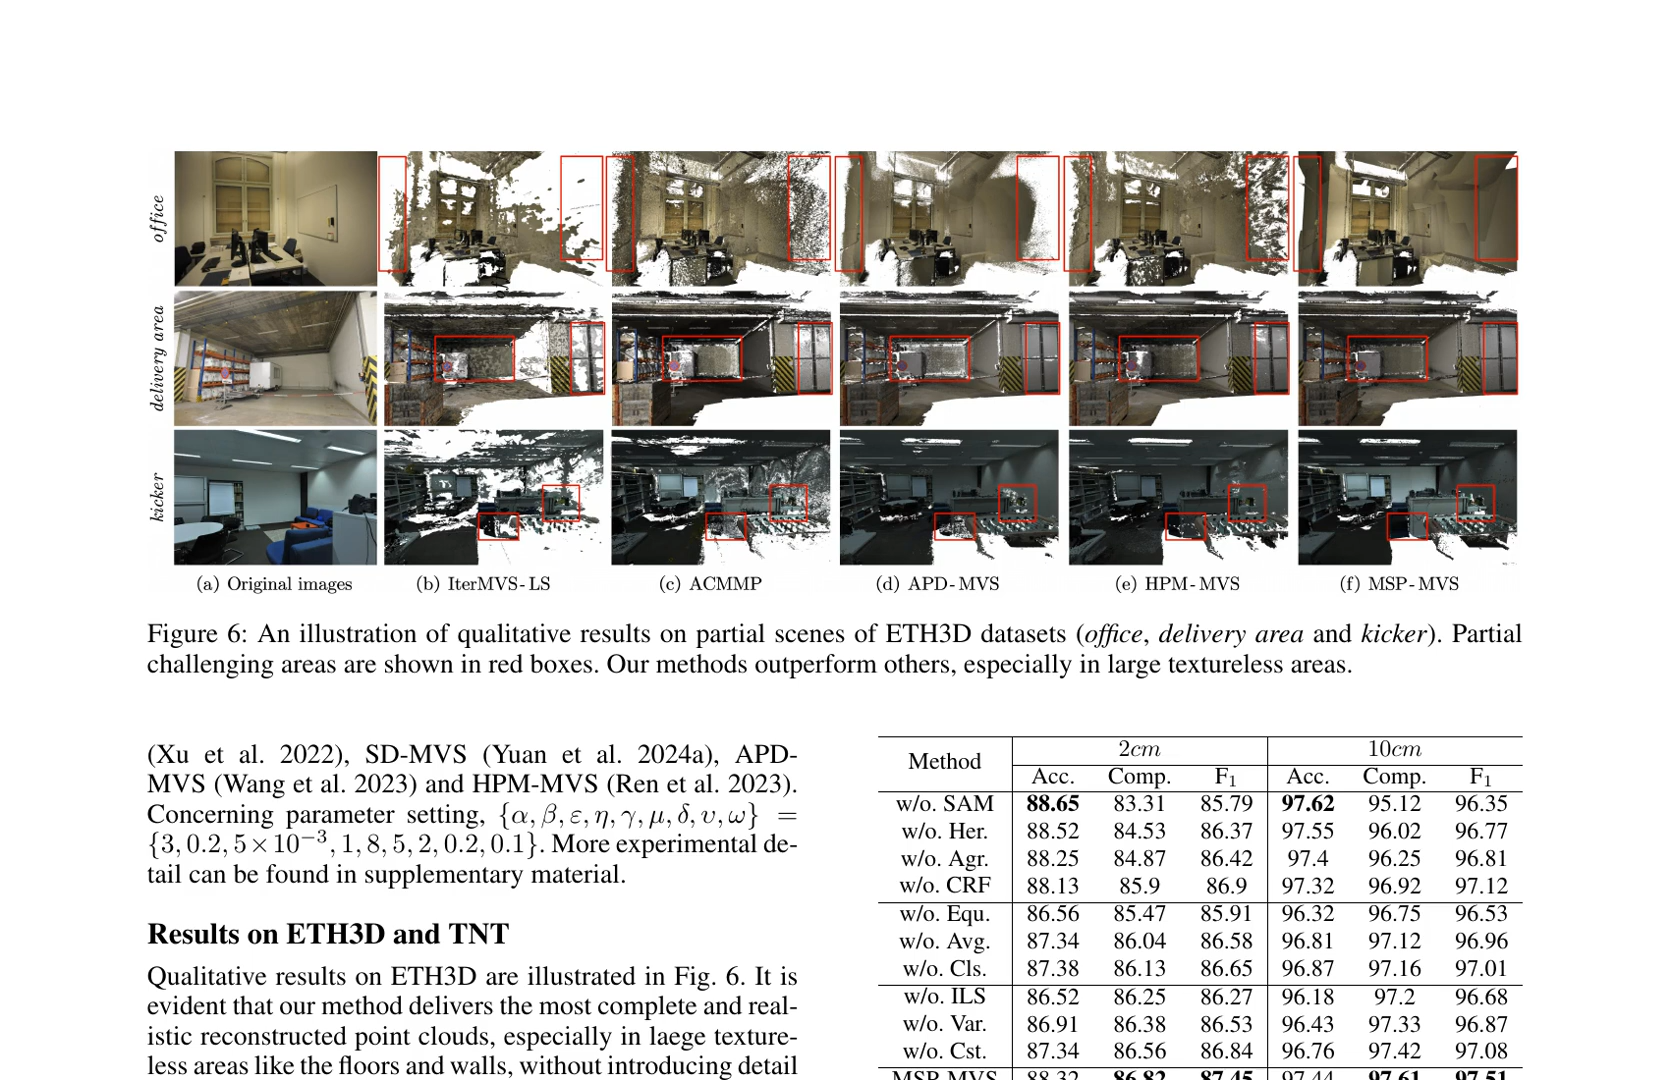 office
delivery area
kicker
(a) Original images (b) IterMVS-LS (c) ACMMP (d) APD-MVS (e) HPM-MVS (f) MSP-MVS
Figure 6: An illustration of qualitative results on partial scenes of ETH3D datasets (office, delivery area and kicker). Partial
challenging areas are shown in red boxes. Our methods outperform others, especially in large textureless areas.
(Xu et al. 2022), SD-MVS (Yuan et al. 2024a), APD-
MVS (Wang et al. 2023) and HPM-MVS (Ren et al. 2023).
Concerning parameter setting, {α, β, ε, η, γ, μ, δ, υ, ω} =
{3, 0.2, 5×10⁻³, 1, 8, 5, 2, 0.2, 0.1}. More experimental de-
tail can be found in supplementary material.
Results on ETH3D and TNT
Qualitative results on ETH3D are illustrated in Fig. 6. It is
evident that our method delivers the most complete and real-
istic reconstructed point clouds, especially in laege texture-
less areas like the floors and walls, without introducing detail
Method 2cm 10cm
Acc. Comp. F₁ Acc. Comp. F₁
w/o. SAM 88.65 83.31 85.79 97.62 95.12 96.35
w/o. Her. 88.52 84.53 86.37 97.55 96.02 96.77
w/o. Agr. 88.25 84.87 86.42 97.4 96.25 96.81
w/o. CRF 88.13 85.9 86.9 97.32 96.92 97.12
w/o. Equ. 86.56 85.47 85.91 96.32 96.75 96.53
w/o. Avg. 87.34 86.04 86.58 96.81 97.12 96.96
w/o. Cls. 87.38 86.13 86.65 96.87 97.16 97.01
w/o. ILS 86.52 86.25 86.27 96.18 97.2 96.68
w/o. Var. 86.91 86.38 86.53 96.43 97.33 96.87
w/o. Cst. 87.34 86.56 86.84 96.76 97.42 97.08
MSP-MVS 88.32 86.82 87.45 97.44 97.61 97.51